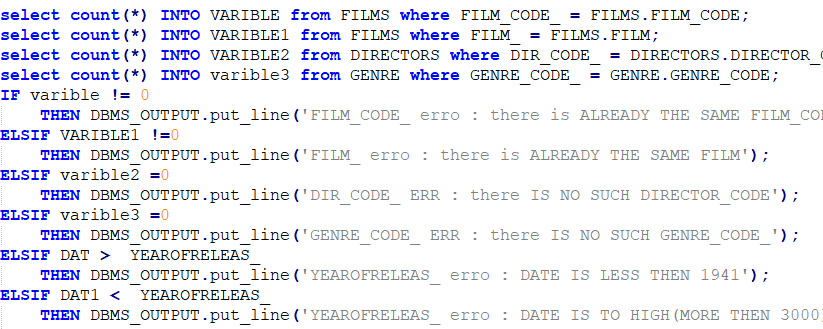 select count(*) INTO VARIBLE from FILMS where FILM_CODE_ = FILMS.FILM_CODE;
select count(*) INTO VARIBLE1 from FILMS where FILM_ = FILMS.FILM;
select count(*) INTO VARIBLE2 from DIRECTORS where DIR_CODE_ = DIRECTORS.DIRECTOR_
select count(*) INTO varible3 from GENRE where GENRE_CODE_ = GENRE.GENRE_CODE;
IF varible != 0
THEN DBMS_OUTPUT.put_line('FILM_CODE_ erro : there is ALREADY THE SAME FILM_CO
ELSIF VARIBLE1 !=0
THEN DBMS_OUTPUT.put_line('FILM_ erro : there is ALREADY THE SAME FILM');
ELSIF varible2 =0
THEN DBMS_OUTPUT.put_line('DIR_CODE_ ERR : there IS NO SUCH DIRECTOR_CODE');
ELSIF varible3 =0
THEN DBMS_OUTPUT.put_line('GENRE_CODE_ ERR : there IS NO SUCH GENRE_CODE_');
ELSIF DAT >  YEAROFRELEAS_
THEN DBMS_OUTPUT.put_line('YEAROFRELEAS_ erro : DATE IS LESS THEN 1941');
ELSIF DAT1 <  YEAROFRELEAS_
THEN DBMS_OUTPUT.put_line('YEAROFRELEAS_ erro : DATE IS TO HIGH(MORE THEN 3000)